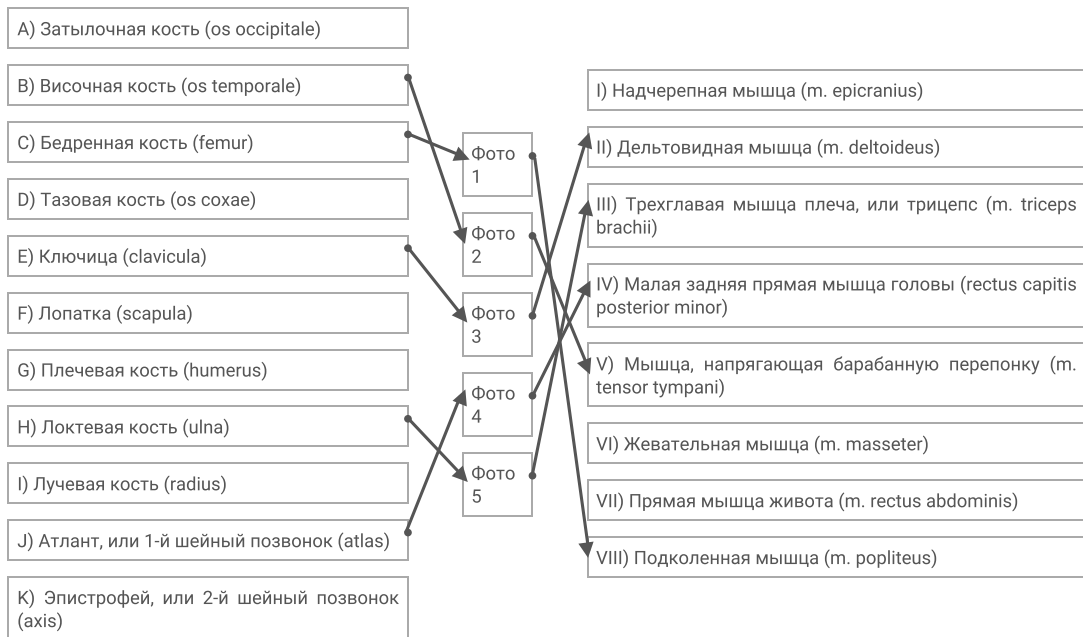 A) Затылочная кость (os occipitale)
B) Височная кость (os temporale)
C) Бедренная кость (femur)
D) Тазовая кость (os coxae)
E) Ключица (clavicula)
F) Лопатка (scapula)
G) Плечевая кость (humerus)
H) Локтевая кость (ulna)
I) Лучевая кость (radius)
J) Атлант, или 1-й шейный позвонок (atlas)
K) Эпистрофей, или 2-й шейный позвонок
(axis)
Фото
1
Фото
2
Фото
3
Фото
4
Фото
5
I) Надчерепная мышца (m. epicranius)
II) Дельтовидная мышца (m. deltoideus)
III) Трехглавая мышца плеча, или трицепс (m. triceps
brachii)
IV) Малая задняя прямая мышца головы (rectus capitis
posterior minor)
V) Мышца, напрягающая барабанную перепонку (m.
tensor tympani)
VI) Жевательная мышца (m. masseter)
VII) Прямая мышца живота (m. rectus abdominis)
VIII) Подколенная мышца (m. popliteus)